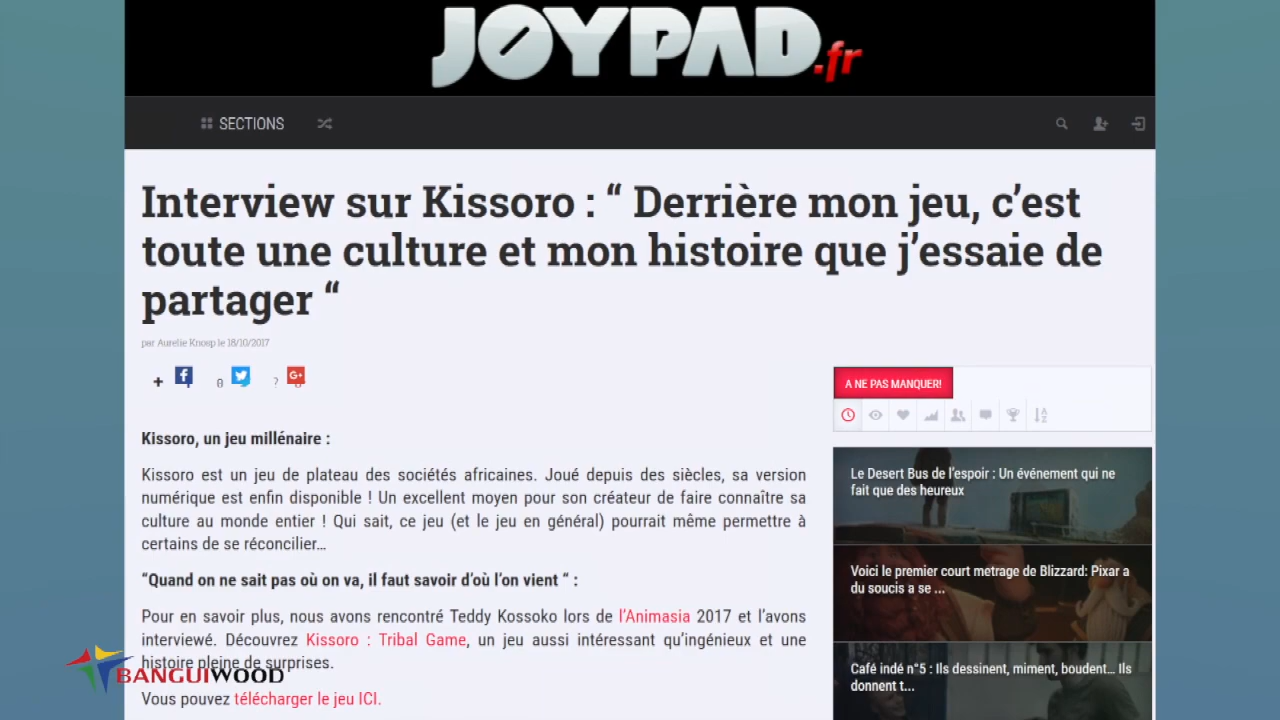 JOYPAD.fr
SECTIONS
Interview sur Kissoro : “ Derrière mon jeu, c’est
toute une culture et mon histoire que j’essaie de
partager “
par Aurelie Knosp le 18/10/2017
+
0
?
G+
A NE PAS MANQUER!
Kissoro, un jeu millénaire :
Kissoro est un jeu de plateau des sociétés africaines. Joué depuis des siècles, sa version
numérique est enfin disponible ! Un excellent moyen pour son créateur de faire connaître sa
culture au monde entier ! Qui sait, ce jeu (et le jeu en général) pourrait même permettre à
certains de se réconcilier…
“Quand on ne sait pas où on va, il faut savoir d’où l’on vient “ :
Pour en savoir plus, nous avons rencontré Teddy Kossoko lors de l’Animasia 2017 et l’avons
interviewé. Découvrez Kissoro : Tribal Game, un jeu aussi intéressant qu’ingénieux et une
histoire pleine de surprises.
Vous pouvez télécharger le jeu ICI.
Le Desert Bus de l’espoir : Un événement qui ne
fait que des heureux
Voici le premier court metrage de Blizzard: Pixar a
du soucis a se ...
Café indé n°5 : Ils dessinent, miment, boudent… Ils
donnent t...
BANGUIWOOD